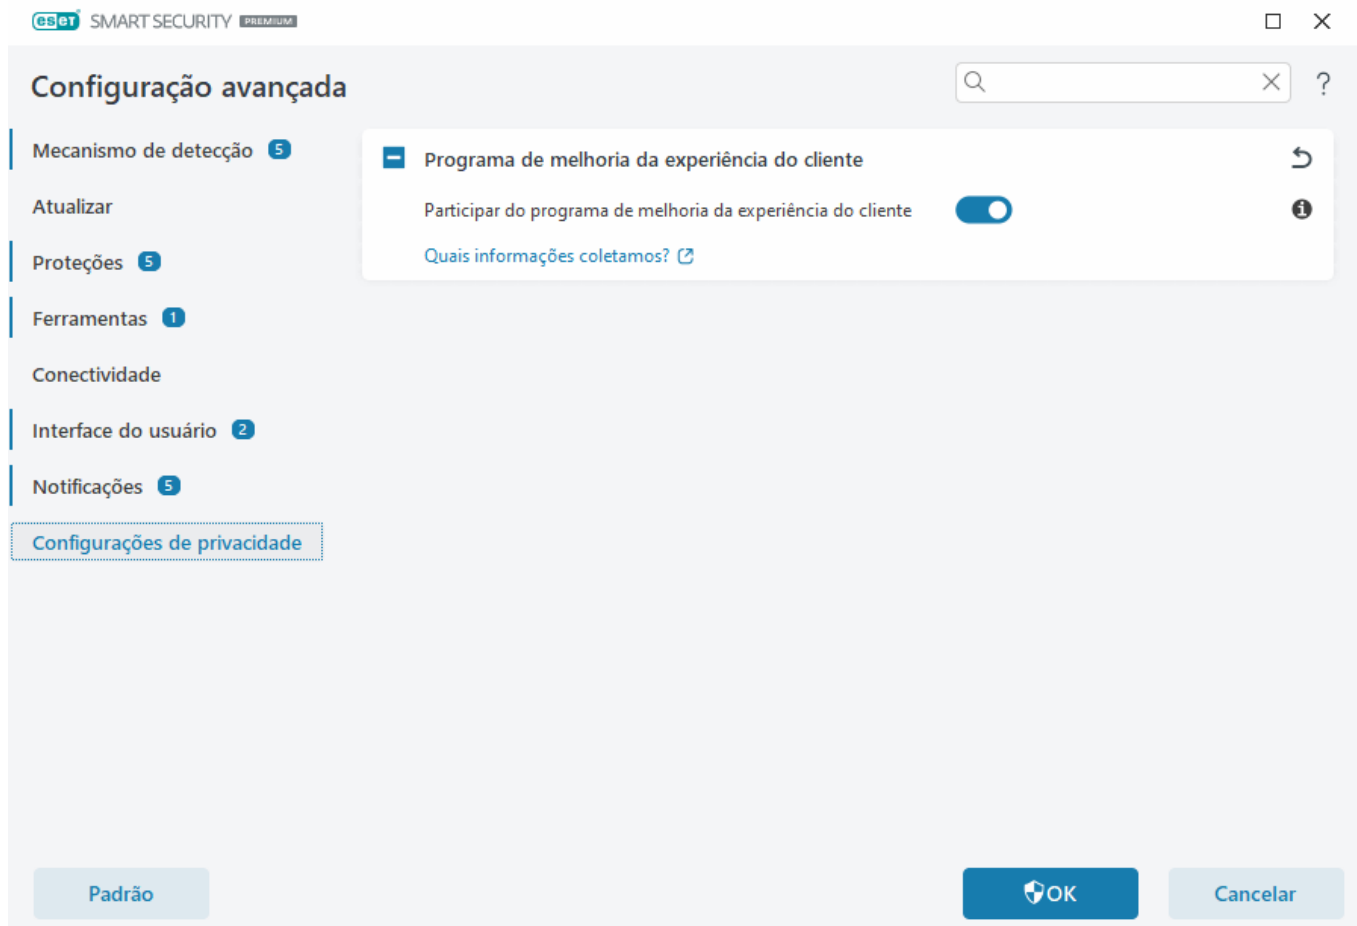 eset SMART SECURITY PREMIUM
Configuração avançada
?
Mecanismo de detecção 5
Atualizar
Proteções 5
Ferramentas 1
Conectividade
Interface do usuário 2
Notificações 5
Configurações de privacidade
Programa de melhoria da experiência do cliente
Participar do programa de melhoria da experiência do cliente
Quais informações coletamos?
Padrão
OK
Cancelar